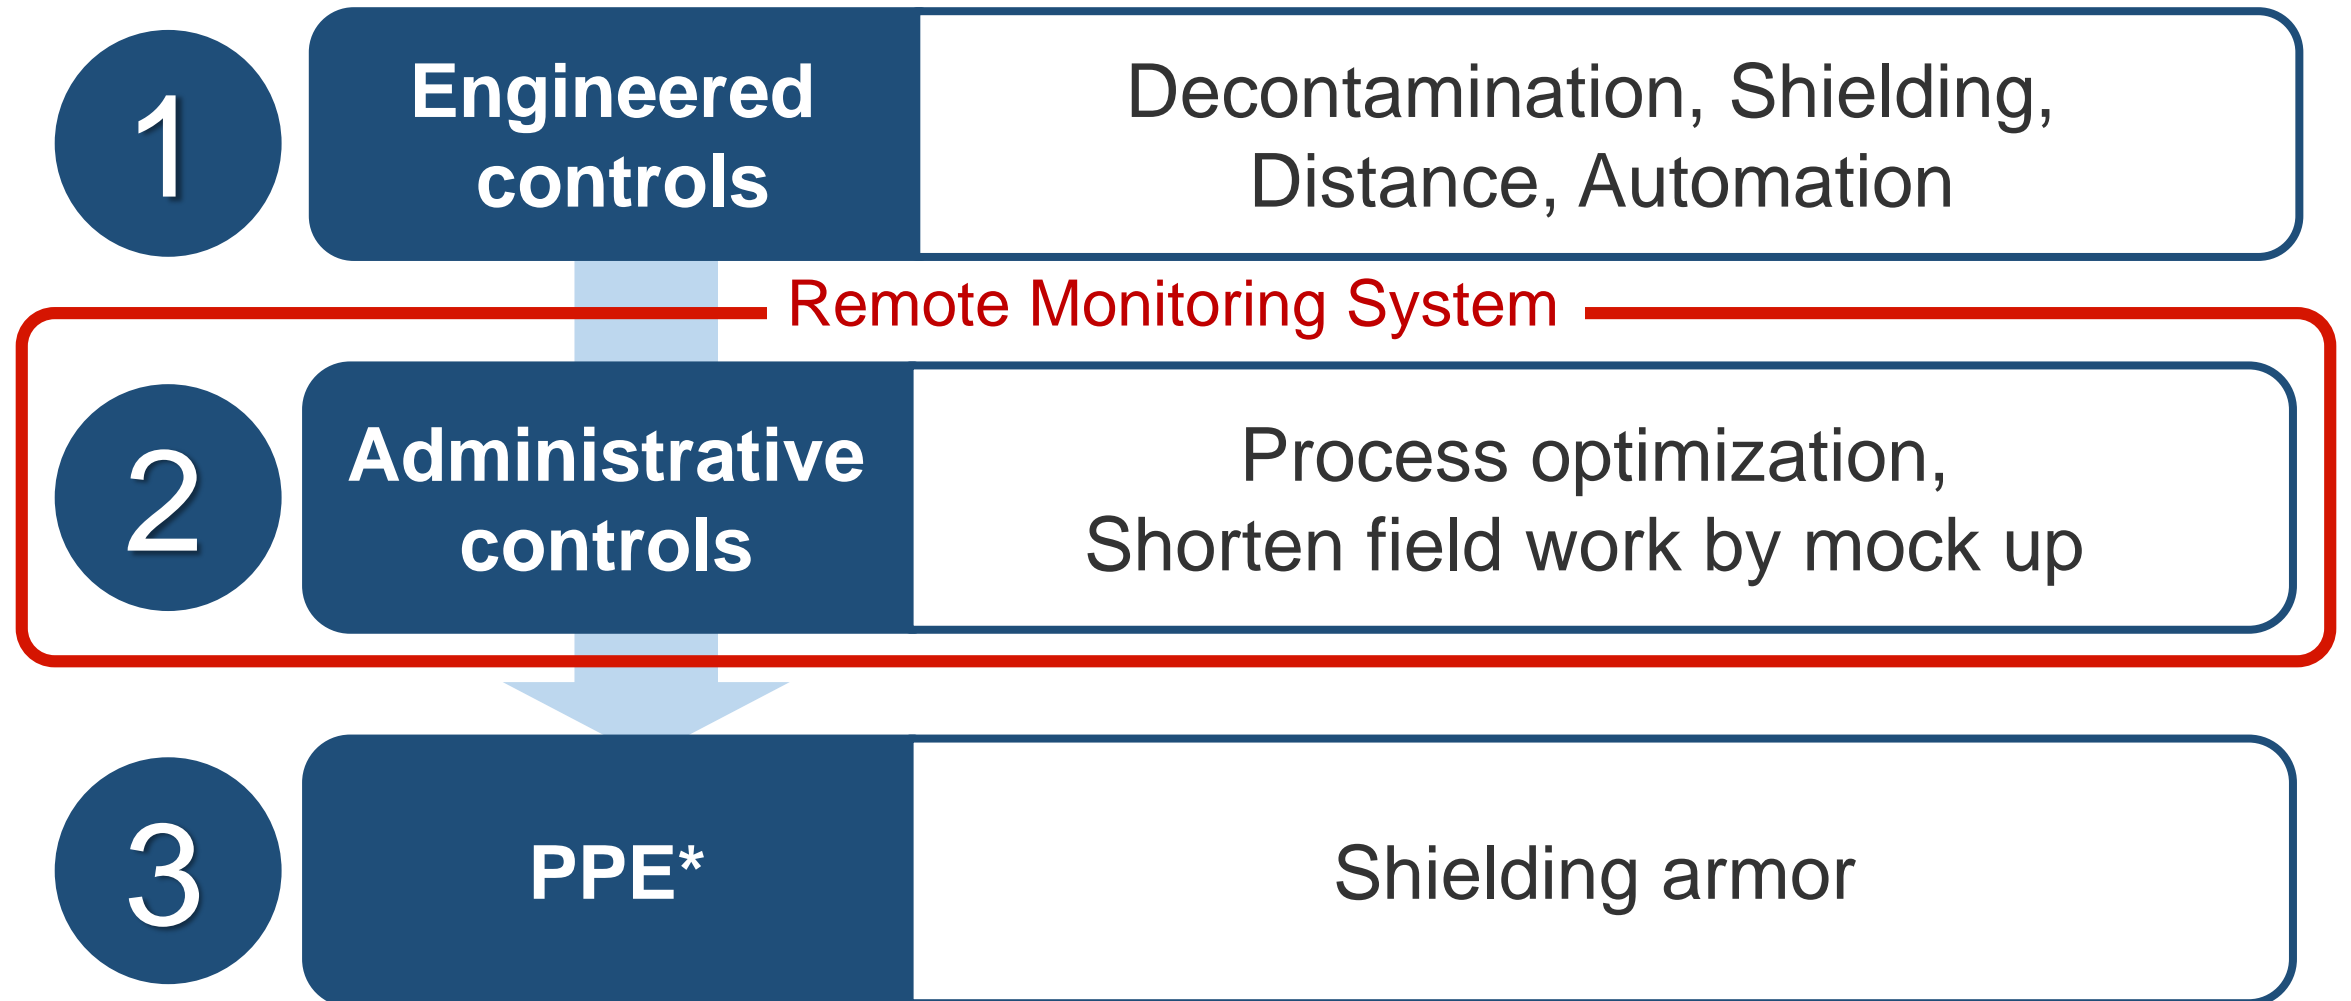 1
Engineered
controls
Decontamination, Shielding,
Distance, Automation
Remote Monitoring System
2
Administrative
controls
Process optimization,
Shorten field work by mock up
3
PPE*
Shielding armor